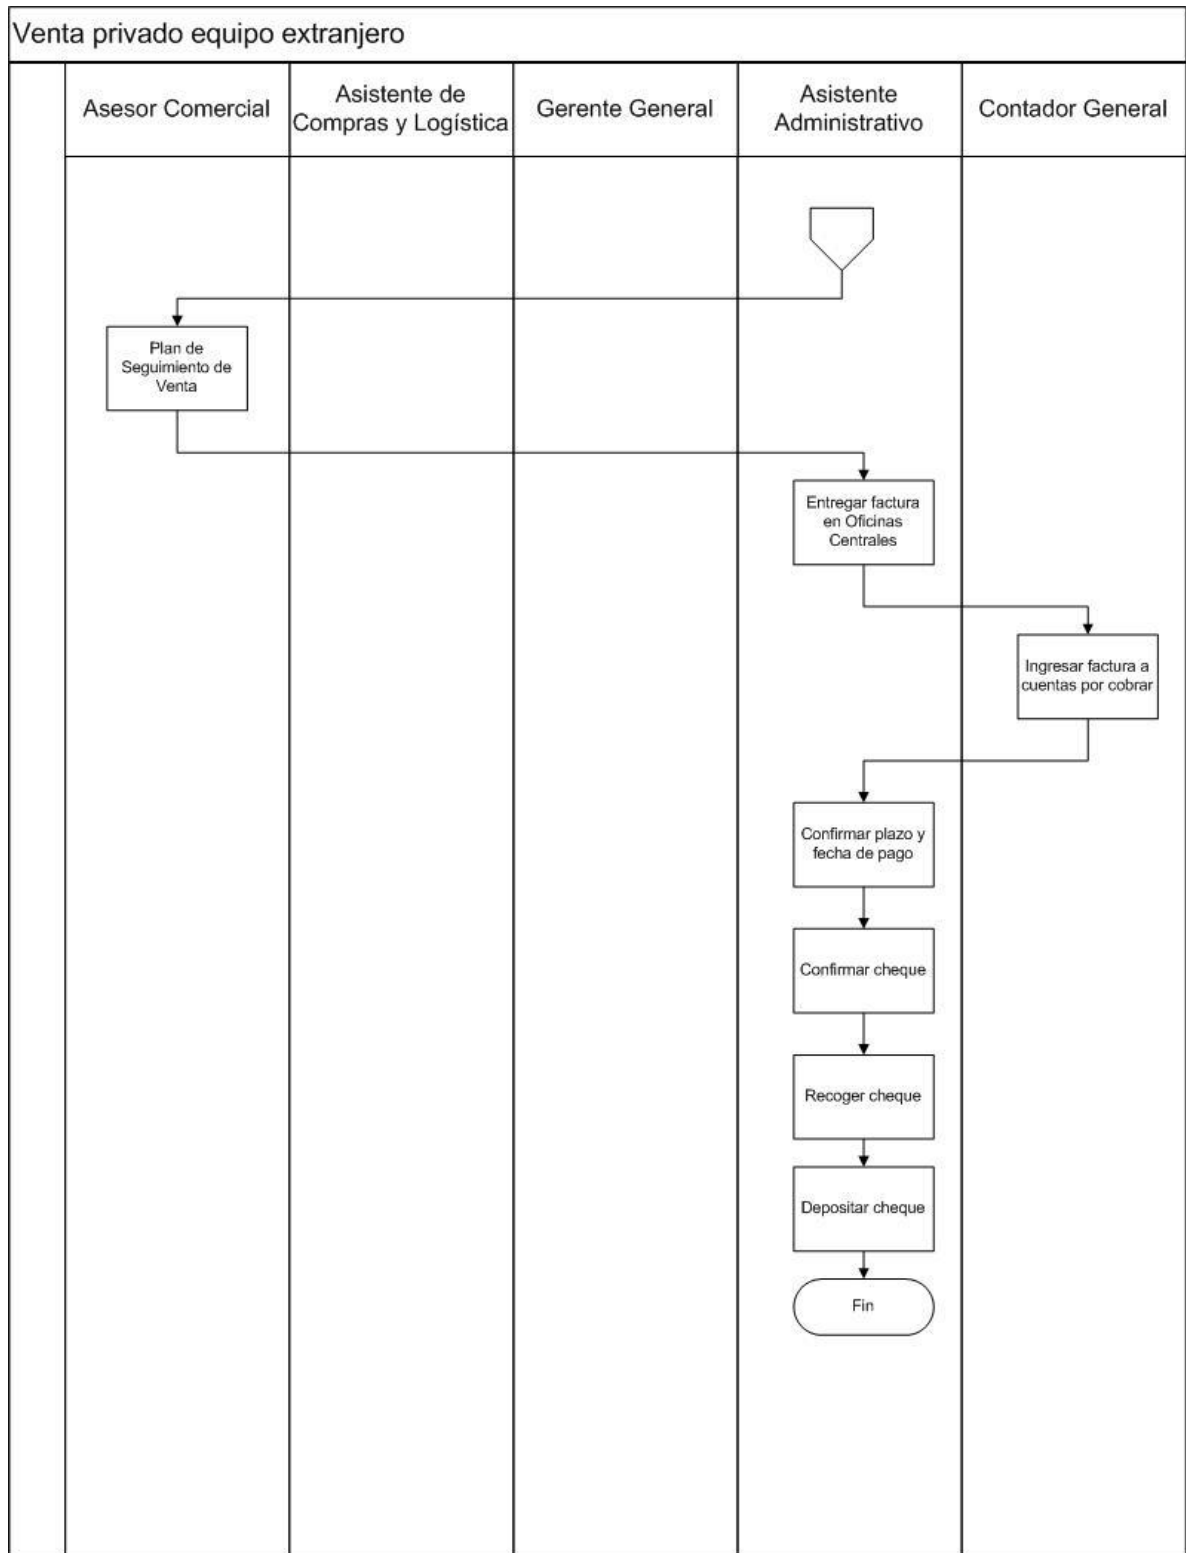 Venta privado equipo extranjero
Asesor Comercial
Asistente de
Compras y Logística
Gerente General
Asistente
Administrativo
Contador General
Plan de
Seguimiento de
Venta
Entregar factura
en Oficinas
Centrales
Ingresar factura a
cuentas por cobrar
Confirmar plazo y
fecha de pago
Confirmar cheque
Recoger cheque
Depositar cheque
Fin